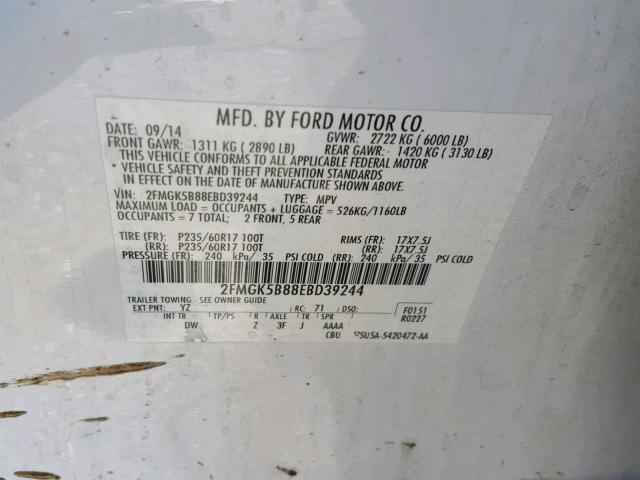 MFD. BY FORD MOTOR CO.
DATE: 09/14 GVWR: 2722 KG ( 6000 LB)
FRONT GAWR: 1311 KG ( 2890 LB) REAR GAWR: 1420 KG ( 3130 LB)
THIS VEHICLE CONFORMS TO ALL APPLICABLE FEDERAL MOTOR
VEHICLE SAFETY AND THEFT PREVENTION STANDARDS
IN EFFECT ON THE DATE OF MANUFACTURE SHOWN ABOVE.
VIN: 2FMGK5B88EBD39244 TYPE: MPV
MAXIMUM LOAD = OCCUPANTS + LUGGAGE = 526KG/1160LB
OCCUPANTS = 7 TOTAL; 2 FRONT, 5 REAR
TIRE (FR): P235/60R17 100T RIMS (FR): 17X7.5J
(RR): P235/60R17 100T (RR): 17X7.5J
PRESSURE (FR): 240 kPa/ 35 PSI COLD (RR): 240 kPa/ 35 PSI COLD
2FMGK5B88EBD39244
TRAILER TOWING - SEE OWNER GUIDE
EXT PNT: YZ RC: 71 DSO: F0151
INT TR TP/PS R AXLE TR SPR R0227
DW Z 3F J AAAA
CBU 5U5A-5420472-AA